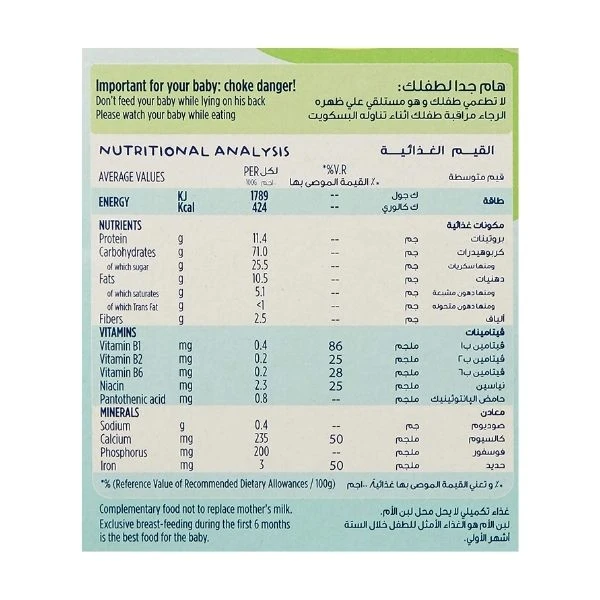 Important for your baby: choke danger!
Don't feed your baby while lying on his back
Please watch your baby while eating
هام جدا لطفلك:
لا تطعمي طفلك و هو مستلقي علي ظهره
الرجاء مراقبة طفلك اثناء تناوله البسكويت
NUTRITIONAL ANALYSIS القيم الغذائية
AVERAGE VALUES PER لكل 100g ١٠٠جم %*V.R ٪ القيمة الموصى بها قيم متوسطة
ENERGY KJ 1789 -- ك جول طاقة
Kcal 424 -- ك كالوري
NUTRIENTS مكونات غذائية
Protein g 11.4 -- جم بروتينات
Carbohydrates g 71.0 -- جم كربوهيدرات
of which sugar g 25.5 -- جم ومنها سكريات
Fats g 10.5 -- جم دهنيات
of which saturates g 5.1 -- جم ومنها دهون مشبعة
of which Trans Fat g <1 -- جم ومنها دهون متحوله
Fibers g 2.5 -- جم ألياف
VITAMINS ڤيتامينات
Vitamin B1 mg 0.4 86 ملجم ڤيتامين ب١
Vitamin B2 mg 0.2 25 ملجم ڤيتامين ب٢
Vitamin B6 mg 0.2 28 ملجم ڤيتامين ب٦
Niacin mg 2.3 25 ملجم نياسين
Pantothenic acid mg 0.8 -- ملجم حامض البانتوثينيك
MINERALS معادن
Sodium g 0.4 -- جم صوديوم
Calcium mg 235 50 ملجم كالسيوم
Phosphorus mg 200 -- ملجم فوسفور
Iron mg 3 50 ملجم حديد
*% (Reference Value of Recommended Dietary Allowances / 100g) ٪* و تعني القيمة الموصى بها غذائياً/ ١٠٠جم
Complementary food not to replace mother's milk.
Exclusive breast-feeding during the first 6 months
is the best food for the baby.
غذاء تكميلي لا يحل محل لبن الأم.
لبن الأم هو الغذاء الأمثل للطفل خلال الستة
أشهر الأولي.